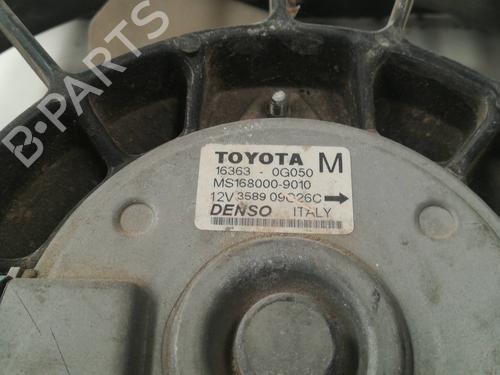 B-PARTS
TOYOTA M
16363 - 0G050
MS168000-9010
12V 3589 09C26C
DENSO ITALY